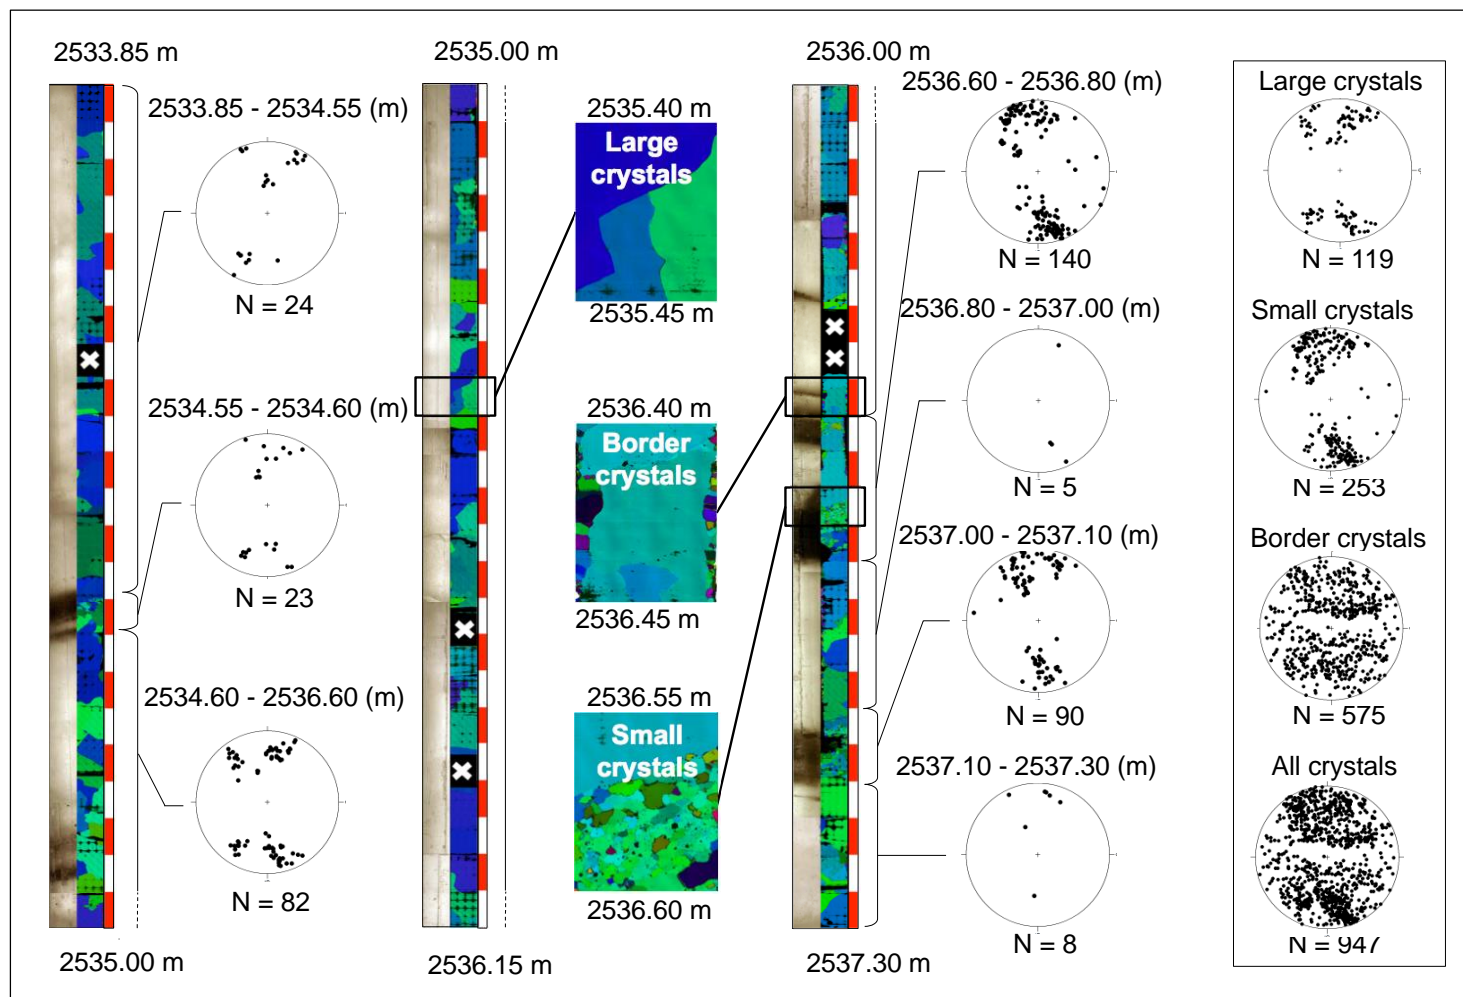 2533.85 m
2533.85 - 2534.55 (m)
N = 24
2534.55 - 2534.60 (m)
N = 23
2534.60 - 2536.60 (m)
N = 82
2535.00 m
2535.00 m
2536.15 m
2535.40 m
Large
crystals
2535.45 m
2536.40 m
Border
crystals
2536.45 m
2536.55 m
Small
crystals
2536.60 m
2536.00 m
2537.30 m
2536.60 - 2536.80 (m)
N = 140
2536.80 - 2537.00 (m)
N = 5
2537.00 - 2537.10 (m)
N = 90
2537.10 - 2537.30 (m)
N = 8
Large crystals
N = 119
Small crystals
N = 253
Border crystals
N = 575
All crystals
N = 947